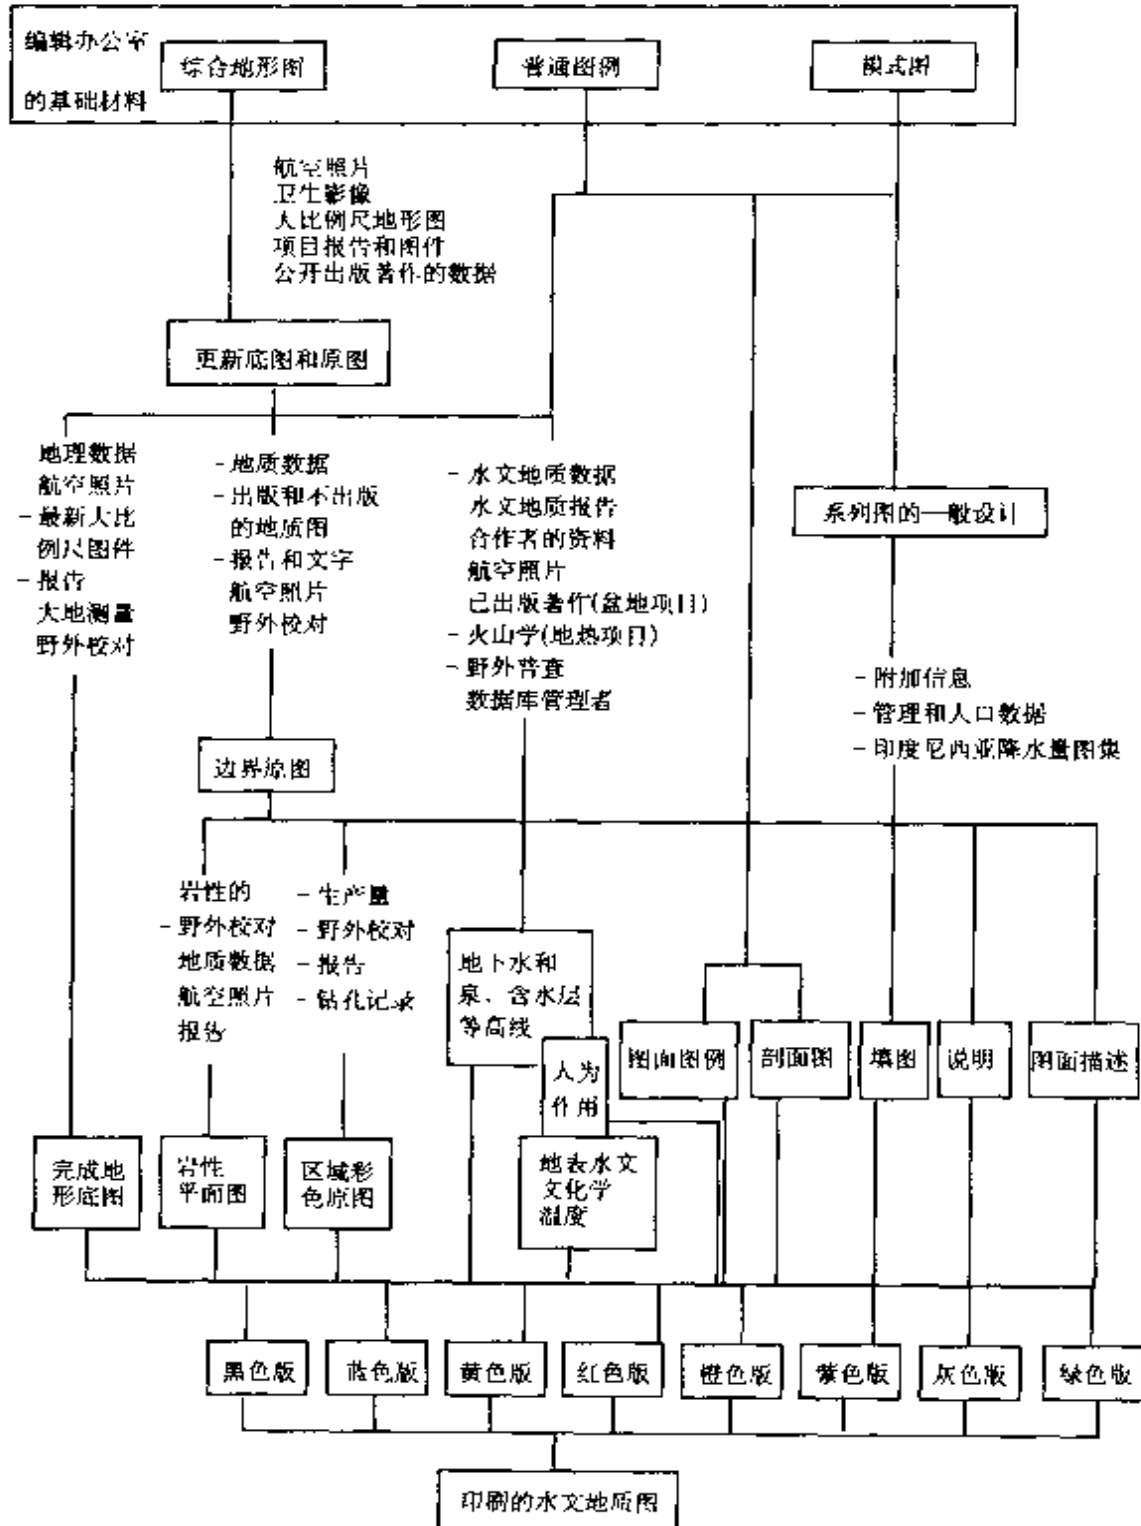 编辑办公室
的基础材料
综合地形图
普通图例
模式图
航空照片
卫生影像
大比例尺地形图
项目报告和图件
公开出版著作的数据
更新底图和原图
地理数据
航空照片
- 最新大比
例尺图件
- 报告
大地测量
野外校对
- 地质数据
- 出版和不出版
的地质图
- 报告和文字
航空照片
野外校对
- 水文地质数据
水文地质报告
合作者的资料
航空照片
已出版著作(盆地项目)
- 火山学(地热项目)
- 野外普查
数据库管理者
系列图的一般设计
- 附加信息
- 管理和人口数据
- 印度尼西亚降水量图集
边界原图
岩性的
- 野外校对
地质数据
航空照片
报告
- 生产量
- 野外校对
- 报告
- 钻孔记录
地下水和
泉、含水层
等高线
人为
作用
地表水文
文化学
温度
图面图例
剖面图
填图
说明
图面描述
完成地
形底图
岩性
平面图
区域彩
色原图
黑色版
蓝色版
黄色版
红色版
橙色版
紫色版
灰色版
绿色版
印刷的水文地质图